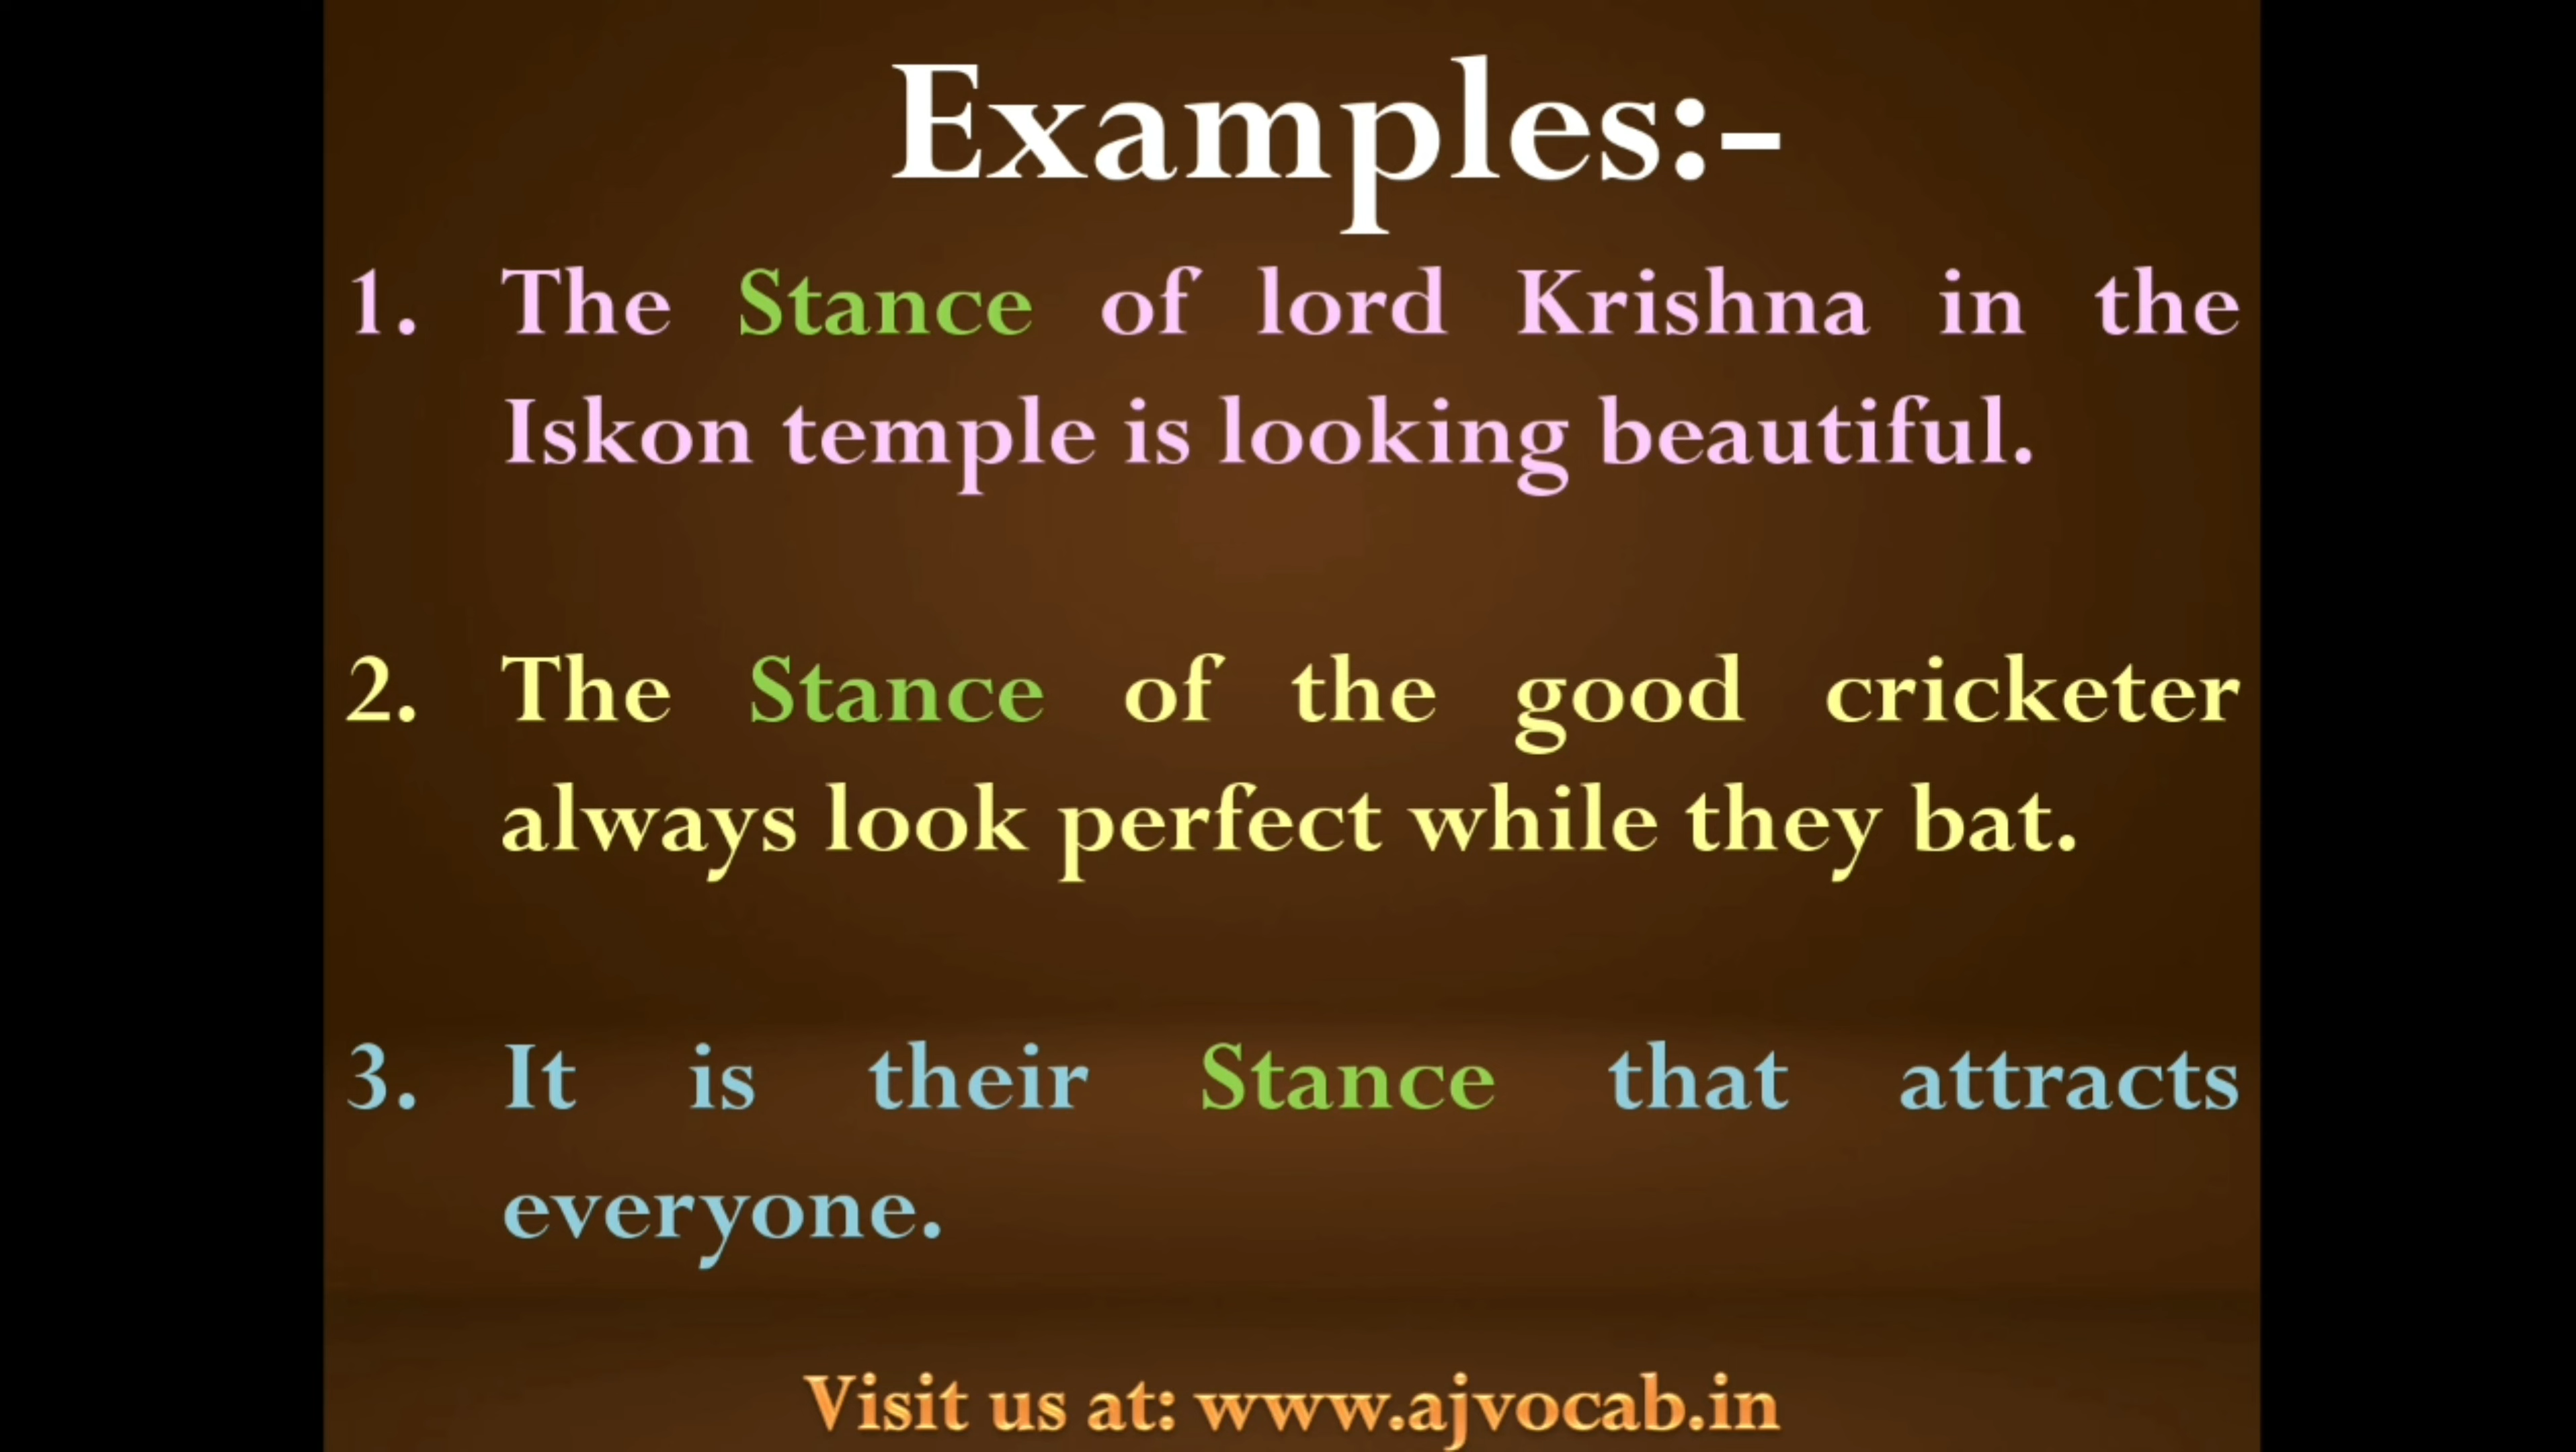 Examples:-
1. The Stance of lord Krishna in the
Iskon temple is looking beautiful.
2. The Stance of the good cricketer
always look perfect while they bat.
3. It is their Stance that attracts
everyone.
Visit us at: www.ajvocab.in